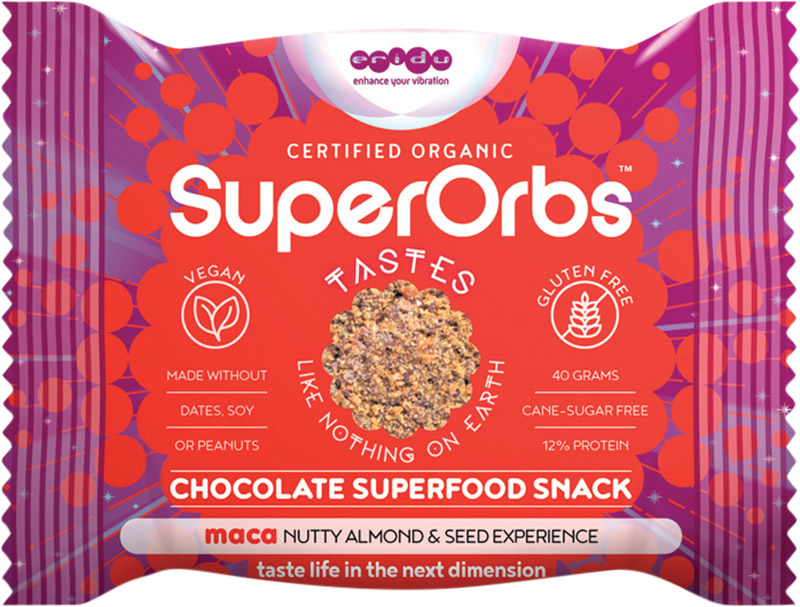 eridu
enhance your vibration
CERTIFIED ORGANIC
SuperOrbs™
TASTES
LIKE NOTHING ON EARTH
VEGAN
MADE WITHOUT
DATES, SOY
OR PEANUTS
GLUTEN FREE
40 GRAMS
CANE-SUGAR FREE
12% PROTEIN
CHOCOLATE SUPERFOOD SNACK
maca NUTTY ALMOND & SEED EXPERIENCE
taste life in the next dimension